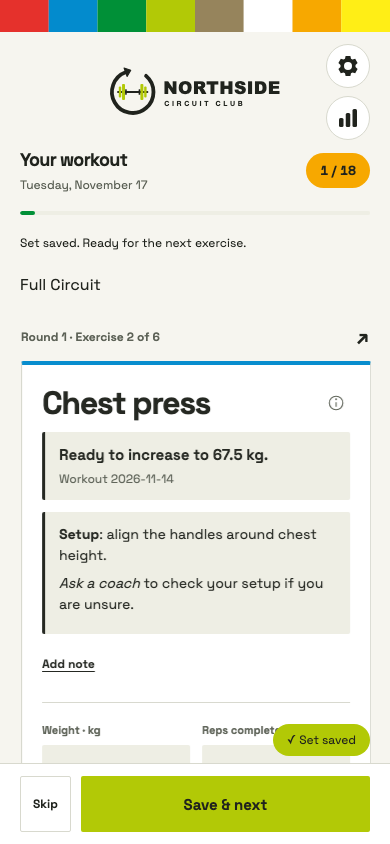 NORTHSIDE
CIRCUIT CLUB
Your workout
Tuesday, November 17
1 / 18
Set saved. Ready for the next exercise.
Full Circuit
Round 1 · Exercise 2 of 6
Chest press
Ready to increase to 67.5 kg.
Workout 2026-11-14
Setup: align the handles around chest
height.
Ask a coach to check your setup if you
are unsure.
Add note
Weight · kg
Reps
✓ Set saved
Skip
Save & next